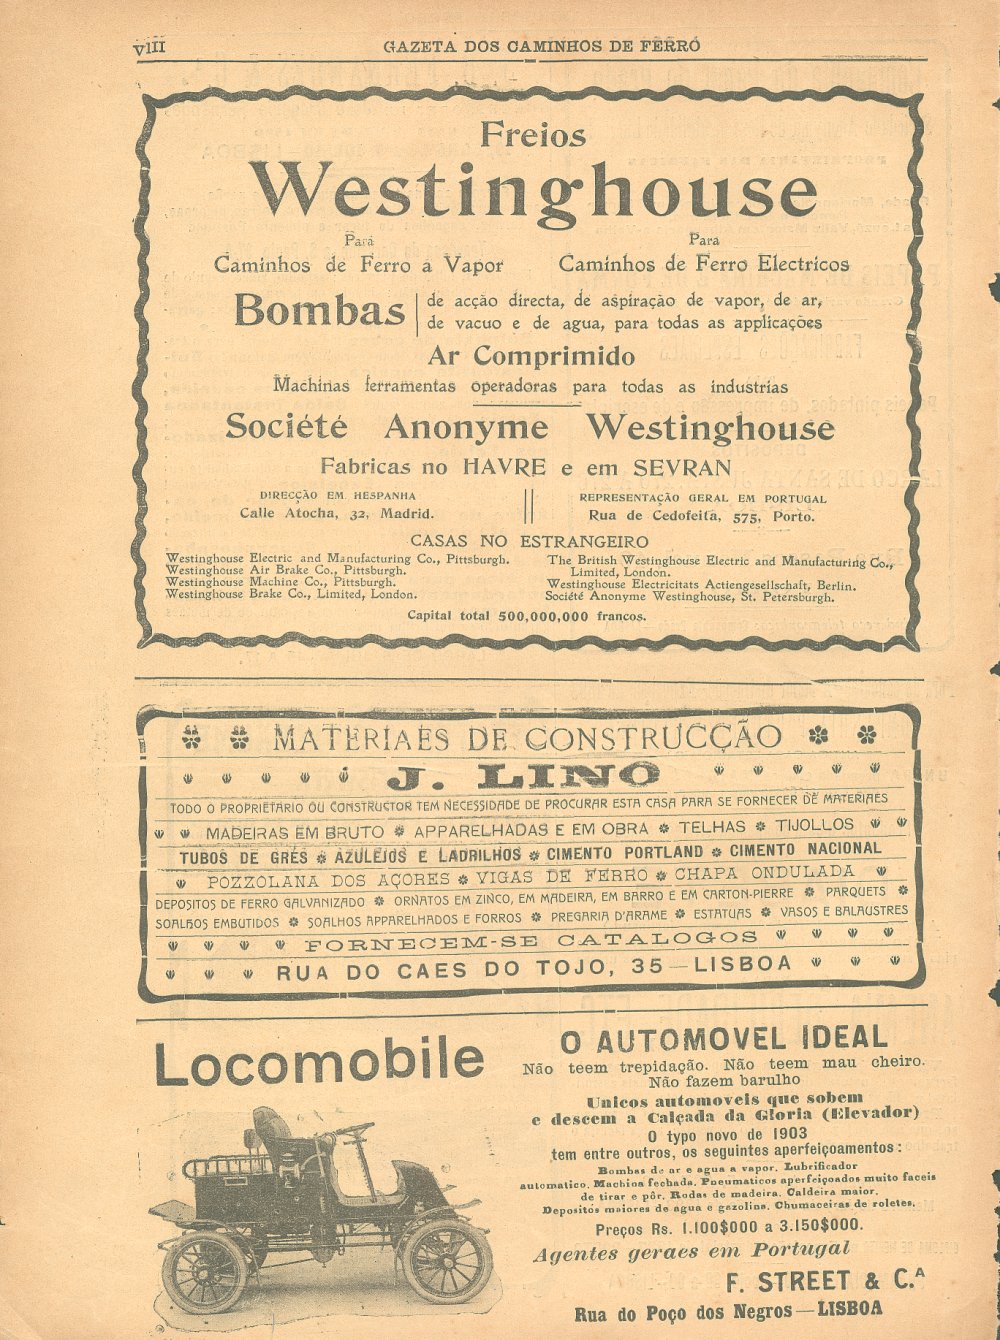 VIII
GAZETA DOS CAMINHOS DE FERRO
Freios
Westinghouse
Para
Caminhos de Ferro a Vapor
Para
Caminhos de Ferro Electricos
Bombas
de acção directa, de aspiração de vapor, de ar,
de vacuo e de agua, para todas as applicações
Ar Comprimido
Machinas ferramentas operadoras para todas as industrias
Société Anonyme Westinghouse
Fabricas no HAVRE e em SEVRAN
DIRECÇÃO EM HESPANHA
Calle Atocha, 32, Madrid.
REPRESENTAÇÃO GERAL EM PORTUGAL
Rua de Cedofeita, 575, Porto.
CASAS NO ESTRANGEIRO
Westinghouse Electric and Manufacturing Co., Pittsburgh.
Westinghouse Air Brake Co., Pittsburgh.
Westinghouse Machine Co., Pittsburgh.
Westinghouse Brake Co., Limited, London.
The British Westinghouse Electric and Manufacturing Co.,
Limited, London.
Westinghouse Electricitats Actiengesellschaft, Berlin.
Société Anonyme Westinghouse, St. Petersburgh.
Capital total 500,000,000 francos.
MATERIAES DE CONSTRUCÇÃO
J. LINO
TODO O PROPRIETARIO OU CONSTRUCTOR TEM NECESSIDADE DE PROCURAR ESTA CASA PARA SE FORNECER DE MATERIAES
MADEIRAS EM BRUTO * APPARELHADAS E EM OBRA * TELHAS * TIJOLLOS
TUBOS DE GRÉS * AZULEJOS E LADRILHOS * CIMENTO PORTLAND * CIMENTO NACIONAL
POZZOLANA DOS AÇORES * VIGAS DE FERRO * CHAPA ONDULADA
DEPOSITOS DE FERRO GALVANIZADO * ORNATOS EM ZINCO, EM MADEIRA, EM BARRO E EM CARTON-PIERRE * PARQUETS *
SOALHOS EMBUTIDOS * SOALHOS APPARELHADOS E FORROS * PREGARIA D'ARAME * ESTATUAS * VASOS E BALAUSTRES
FORNECEM-SE CATALOGOS
RUA DO CAES DO TOJO, 35—LISBOA
Locomobile
O AUTOMOVEL IDEAL
Não teem trepidação. Não teem mau cheiro.
Não fazem barulho
Unicos automoveis que sobem
e descem a Calçada da Gloria (Elevador)
O typo novo de 1903
tem entre outros, os seguintes aperfeiçoamentos:
Bombas de ar e agua a vapor. Lubrificador
automatico. Machina fechada. Pneumaticos aperfeiçoados muito faceis
de tirar e pôr. Rodas de madeira. Caldeira maior.
Depositos maiores de agua e gazolina. Chumaceiras de roletes.
Preços Rs. 1.100$000 a 3.150$000.
Agentes geraes em Portugal
F. STREET & C.A
Rua do Poço dos Negros—LISBOA